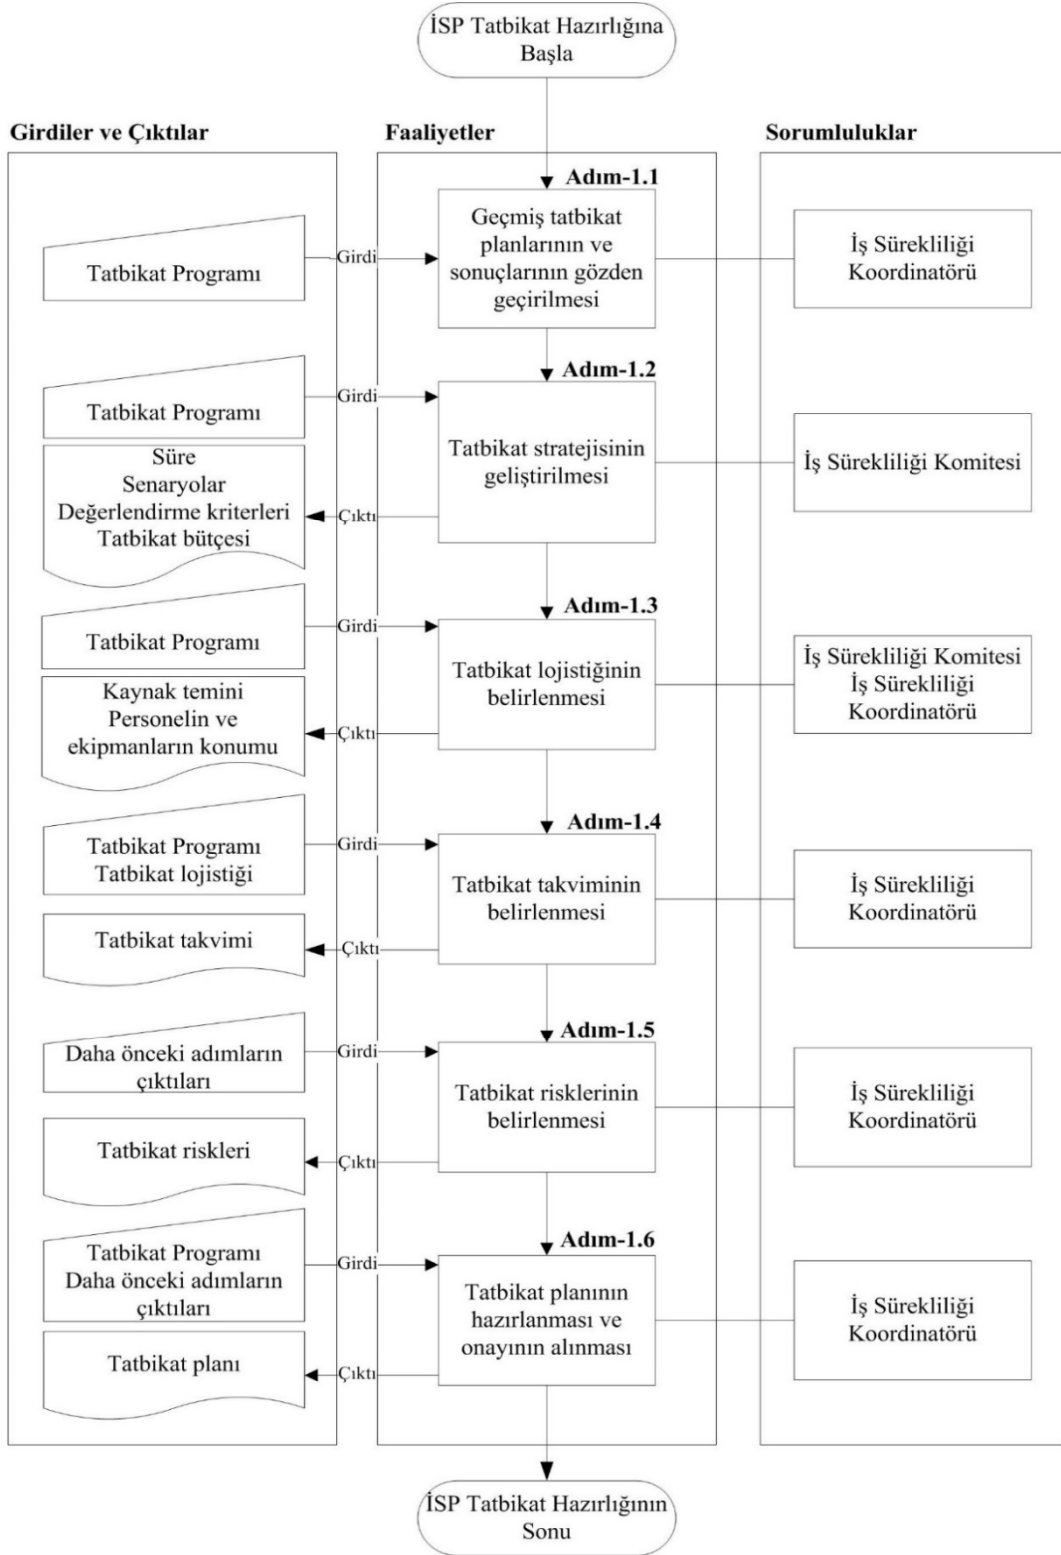 İSP Tatbikat Hazırlığına
Başla
Girdiler ve Çıktılar
Faaliyetler
Sorumluluklar
Adım-1.1
Tatbikat Programı
Girdi
Geçmiş tatbikat
planlarının ve
sonuçlarının gözden
geçirilmesi
İş Sürekliliği
Koordinatörü
Adım-1.2
Tatbikat Programı
Girdi
Süre
Senaryolar
Değerlendirme kriterleri
Tatbikat bütçesi
Çıktı
Tatbikat stratejisinin
geliştirilmesi
İş Sürekliliği Komitesi
Adım-1.3
Tatbikat Programı
Girdi
Kaynak temini
Personelin ve
ekipmanların konumu
Çıktı
Tatbikat lojistiğinin
belirlenmesi
İş Sürekliliği Komitesi
İş Sürekliliği
Koordinatörü
Adım-1.4
Tatbikat Programı
Tatbikat lojistiği
Girdi
Tatbikat takvimi
Çıktı
Tatbikat takviminin
belirlenmesi
İş Sürekliliği
Koordinatörü
Adım-1.5
Daha önceki adımların
çıktıları
Girdi
Tatbikat riskleri
Çıktı
Tatbikat risklerinin
belirlenmesi
İş Sürekliliği
Koordinatörü
Adım-1.6
Tatbikat Programı
Daha önceki adımların
çıktıları
Girdi
Tatbikat planı
Çıktı
Tatbikat planının
hazırlanması ve
onayının alınması
İş Sürekliliği
Koordinatörü
İSP Tatbikat Hazırlığının
Sonu